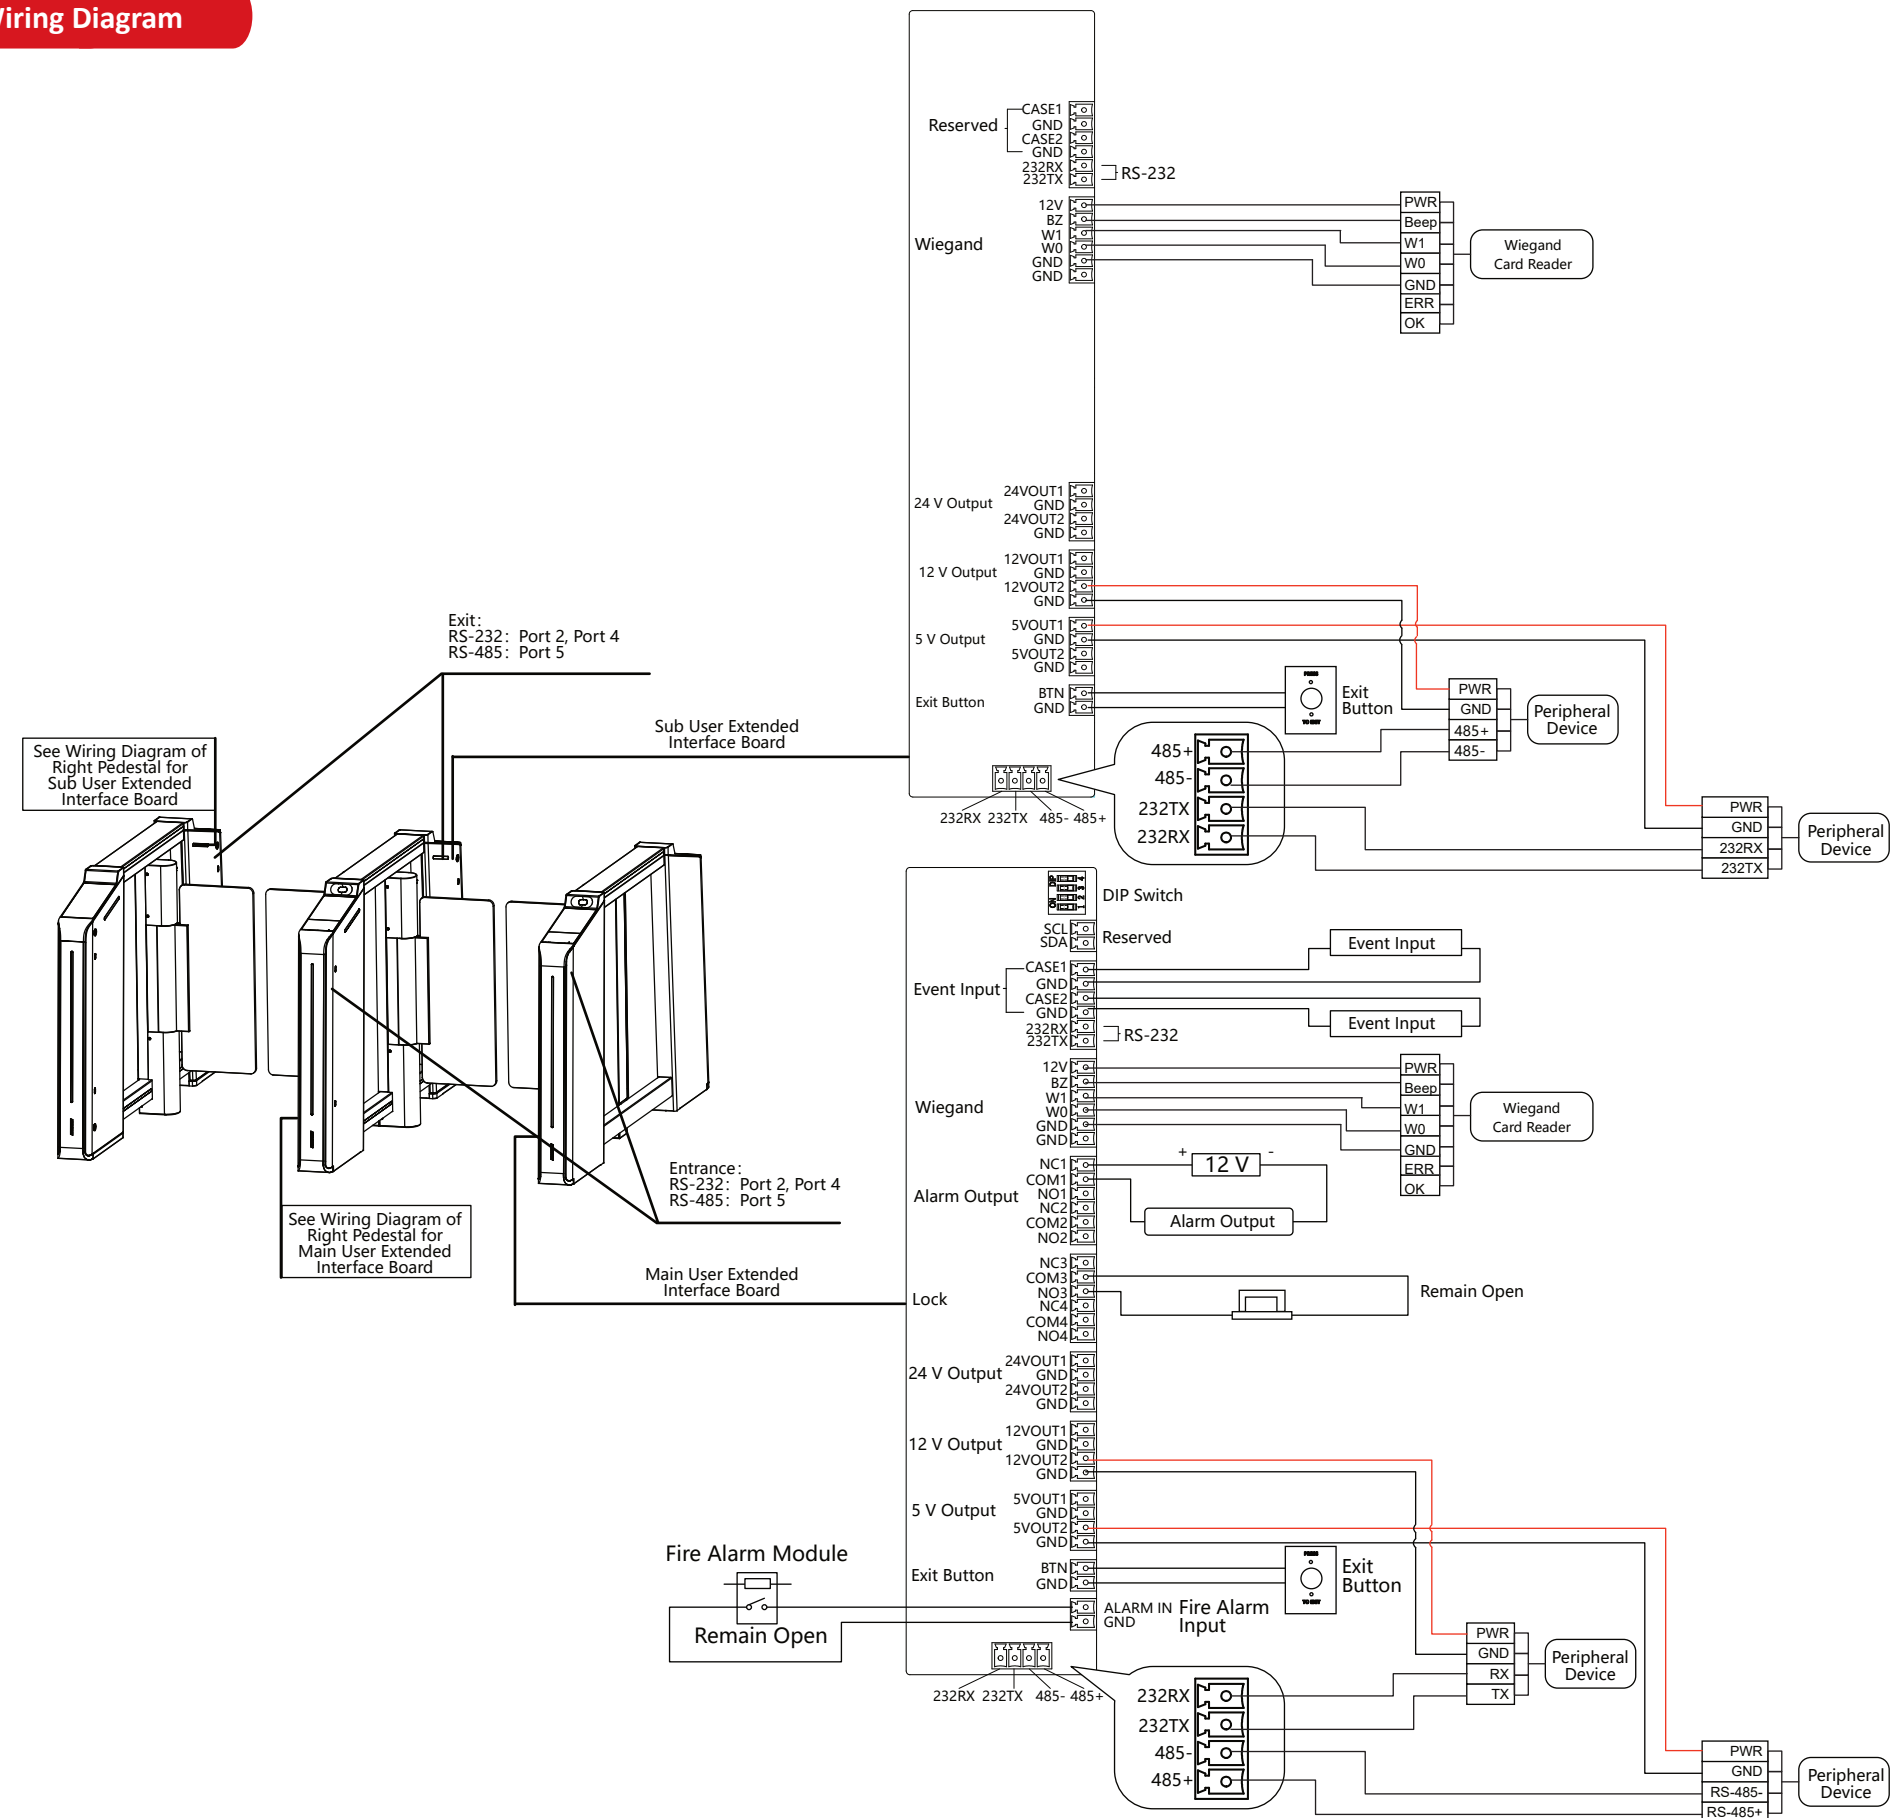 Wiring Diagram
CASE1
GND
CASE2
GND
232RX
232TX
Reserved
RS-232
12V
BZ
W1
W0
GND
GND
Wiegand
PWR
Beep
W1
W0
GND
ERR
OK
Wiegand
Card Reader
24VOUT1
GND
24VOUT2
GND
24 V Output
12VOUT1
GND
12VOUT2
GND
12 V Output
5VOUT1
GND
5VOUT2
GND
5 V Output
BTN
GND
Exit Button
PRESS
TO EXIT
Exit
Button
PWR
GND
485+
485-
Peripheral
Device
485+
485-
232TX
232RX
232RX 232TX 485- 485+
PWR
GND
232RX
232TX
Peripheral
Device
Exit:
RS-232: Port 2, Port 4
RS-485: Port 5
Sub User Extended
Interface Board
See Wiring Diagram of
Right Pedestal for
Sub User Extended
Interface Board
Entrance:
RS-232: Port 2, Port 4
RS-485: Port 5
See Wiring Diagram of
Right Pedestal for
Main User Extended
Interface Board
Main User Extended
Interface Board
ON DIP
1 2 3 4
DIP Switch
SCL
SDA
Reserved
CASE1
GND
CASE2
GND
232RX
232TX
Event Input
Event Input
Event Input
RS-232
12V
BZ
W1
W0
GND
GND
Wiegand
PWR
Beep
W1
W0
GND
ERR
OK
Wiegand
Card Reader
NC1
COM1
NO1
NC2
COM2
NO2
Alarm Output
+ 12 V -
Alarm Output
NC3
COM3
NO3
NC4
COM4
NO4
Lock
Remain Open
24VOUT1
GND
24VOUT2
GND
24 V Output
12VOUT1
GND
12VOUT2
GND
12 V Output
5VOUT1
GND
5VOUT2
GND
5 V Output
BTN
GND
Exit Button
PRESS
TO EXIT
Exit
Button
Fire Alarm Module
Remain Open
ALARM IN
GND
Fire Alarm
Input
232RX 232TX 485- 485+
232RX
232TX
485-
485+
PWR
GND
RX
TX
Peripheral
Device
PWR
GND
RS-485-
RS-485+
Peripheral
Device